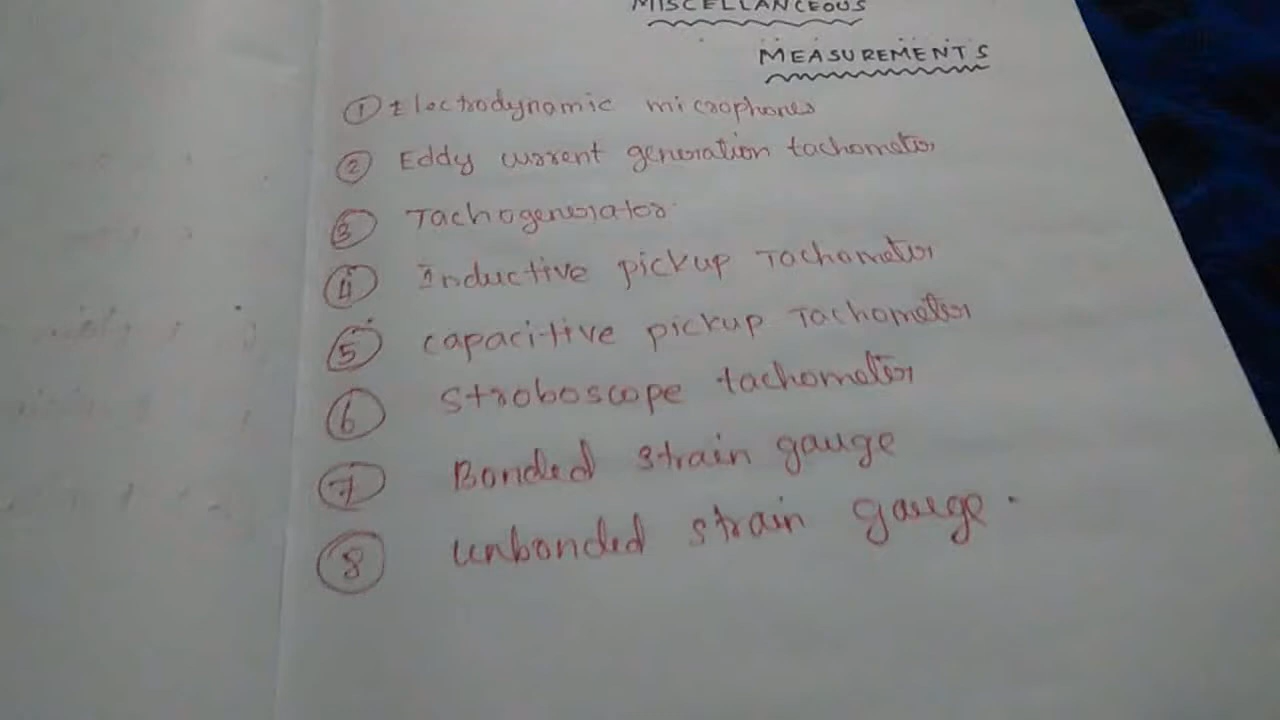 MISCELLANCEOUS
MEASUREMENTS
① Electrodynamic microphones
② Eddy current generation tachometer
③ Tachogenerator
④ Inductive pickup Tachometer
⑤ capacitive pickup Tachometer
⑥ stroboscope tachometer
⑦ Bonded strain gauge
⑧ unbonded strain gauge.